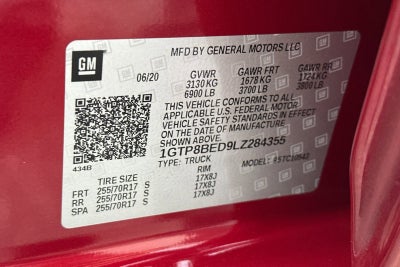 GM
MFD BY GENERAL MOTORS LLC
06/20 GVWR GAWR FRT GAWR RR
3130 KG 1678 KG 1724 KG
6900 LB 3700 LB 3800 LB
THIS VEHICLE CONFORMS TO ALL
APPLICABLE U.S. FEDERAL MOTOR
VEHICLE SAFETY STANDARDS IN EFFECT
ON THE DATE OF MANUFACTURE
SHOWN ABOVE.
1GTP8BED9LZ284355
TYPE: TRUCK MODEL: #5TC10543
434B
TIRE SIZE RIM
FRT 255/70R17 S 17X8J
RR 255/70R17 S 17X8J
SPA 255/70R17 S 17X8J